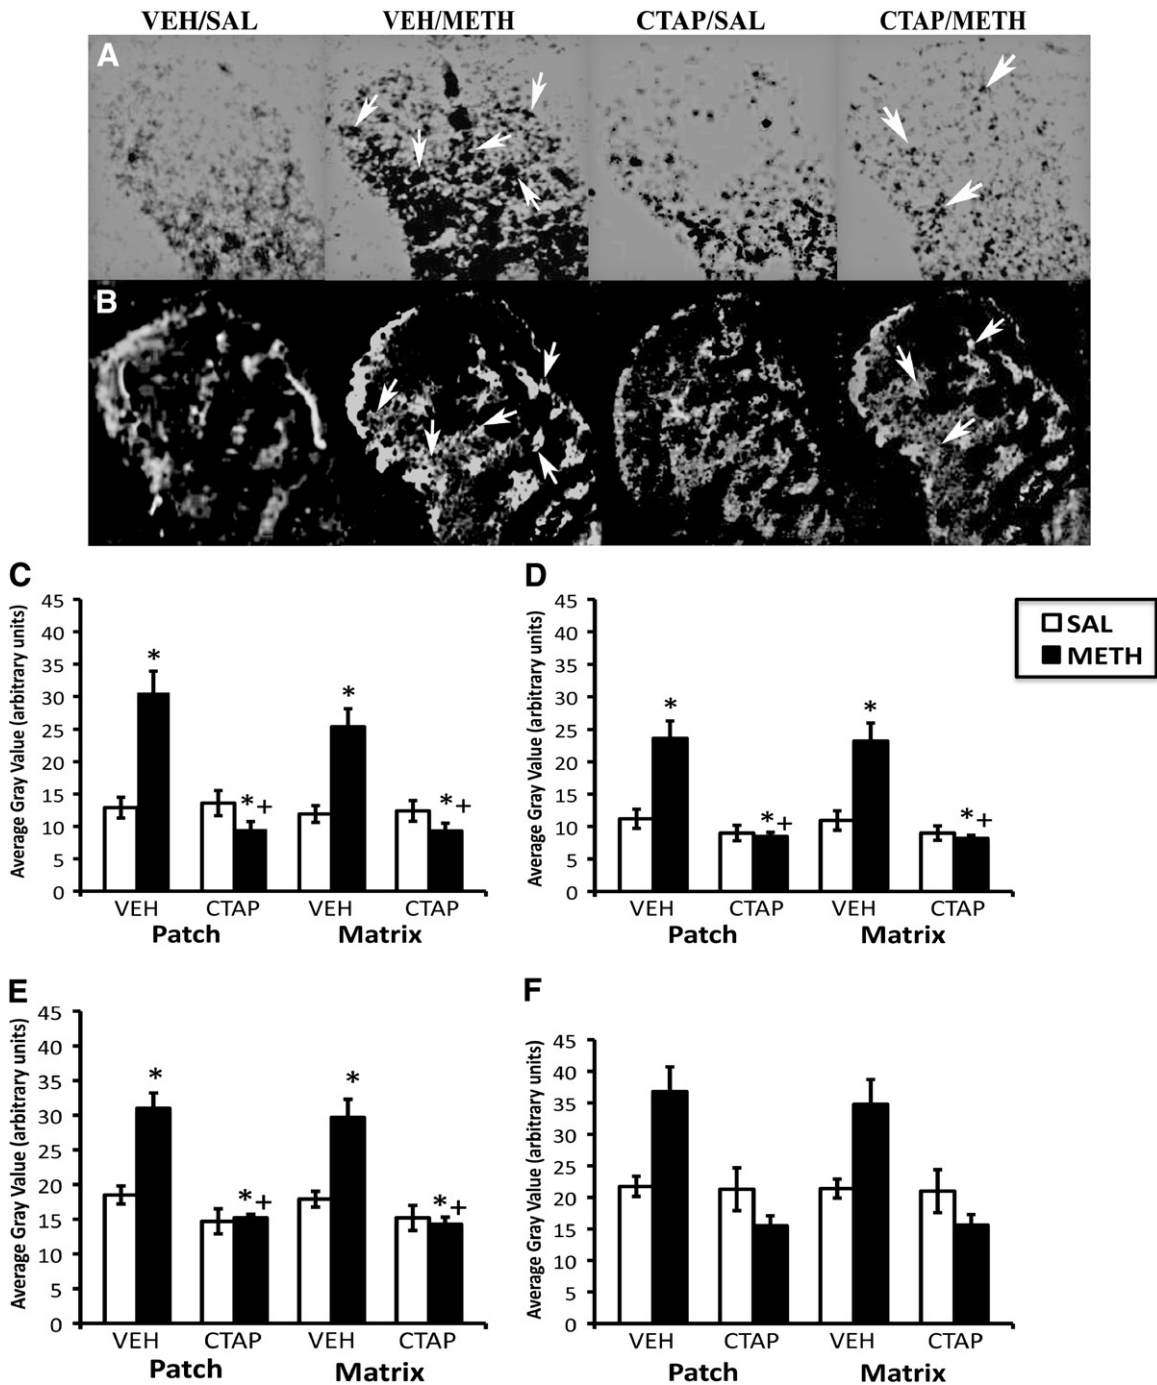 VEH/SAL VEH/METH CTAP/SAL CTAP/METH
A
B
C
Average Gray Value (arbitrary units)
45
40
35
30
25
20
15
10
5
0
*
*+
*
*+
VEH CTAP VEH CTAP
Patch Matrix
D
Average Gray Value (arbitrary units)
45
40
35
30
25
20
15
10
5
0
*
*+
*
*+
VEH CTAP VEH CTAP
Patch Matrix
SAL
METH
E
Average Gray Value (arbitrary units)
45
40
35
30
25
20
15
10
5
0
*
*+
*
*+
VEH CTAP VEH CTAP
Patch Matrix
F
Average Gray Value (arbitrary units)
45
40
35
30
25
20
15
10
5
0
VEH CTAP VEH CTAP
Patch Matrix